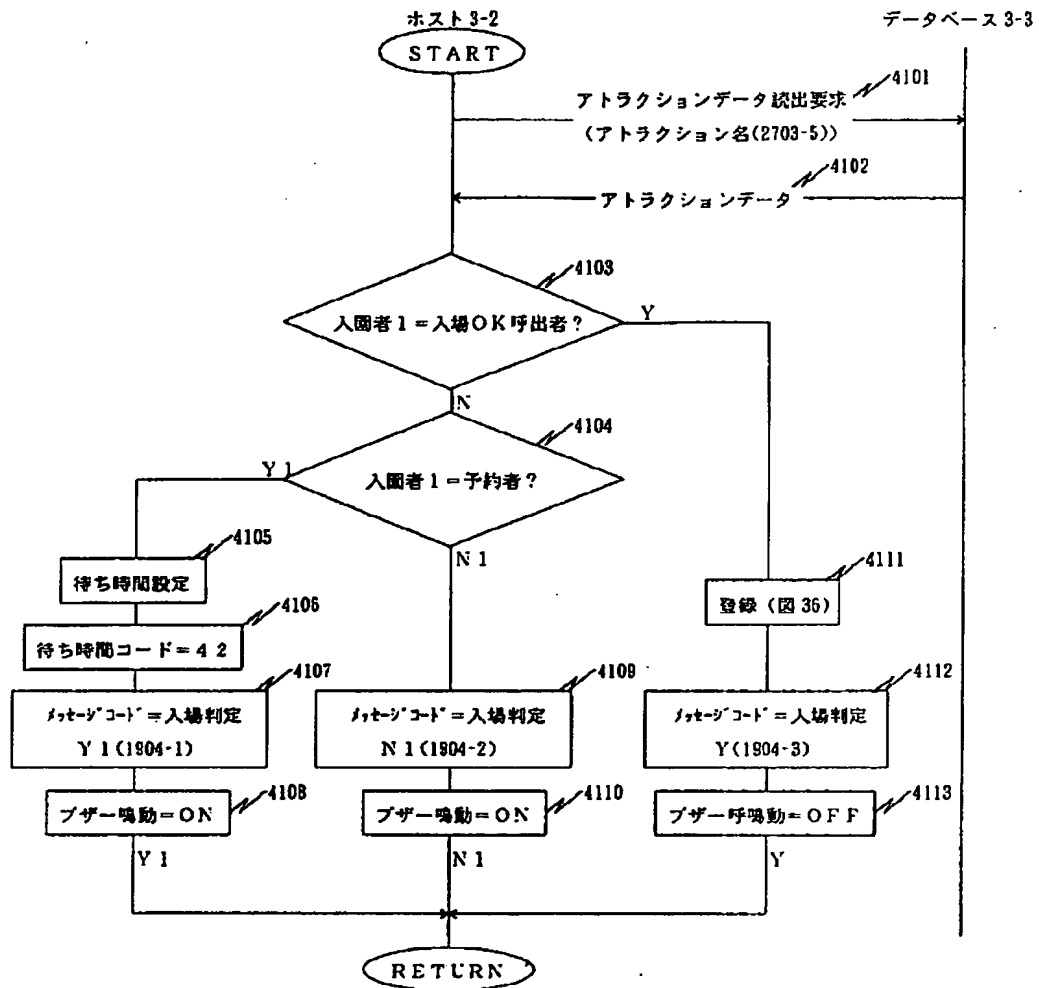 ホスト3-2
データベース3-3
START
4101
アトラクションデータ読出要求
(アトラクション名(2703-5))
4102
アトラクションデータ
4103
入園者1=入場OK呼出者?
Y
N
4104
入園者1=予約者?
Y1
N1
4105
待ち時間設定
4106
待ち時間コード=42
4107
メッセージコード=入場判定
Y1(1904-1)
4108
ブザー鳴動=ON
Y1
4109
メッセージコード=入場判定
N1(1904-2)
4110
ブザー鳴動=ON
N1
4111
登録(図36)
4112
メッセージコード=入場判定
Y(1904-3)
4113
ブザー呼鳴動=OFF
Y
RETURN